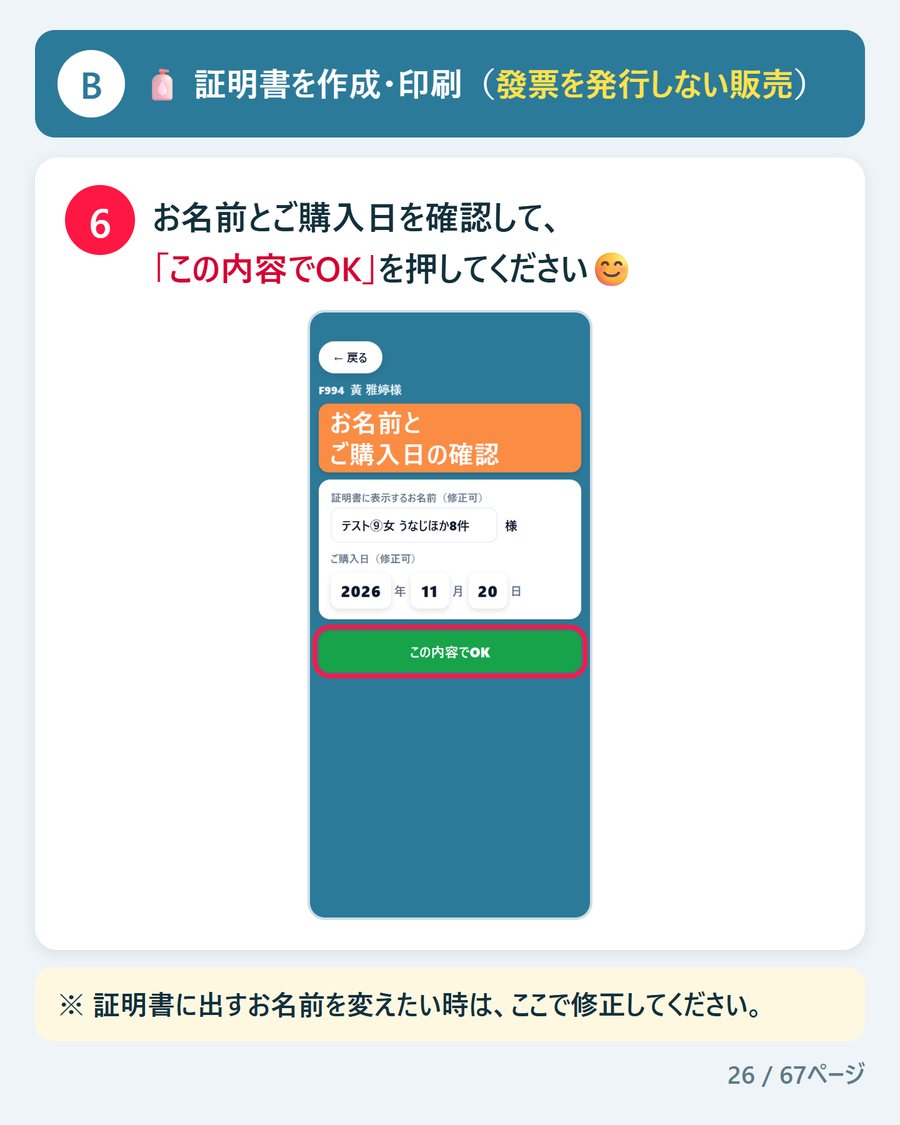 B 証明書を作成・印刷（發票を発行しない販売）
6 お名前とご購入日を確認して、
「この内容でOK」を押してください
← 戻る
F994 黃 雅婷様
お名前と
ご購入日の確認
証明書に表示するお名前（修正可）
テスト⑨女 うなじほか8件 様
ご購入日（修正可）
2026 年 11 月 20 日
この内容でOK
※ 証明書に出すお名前を変えたい時は、ここで修正してください。
26 / 67ページ